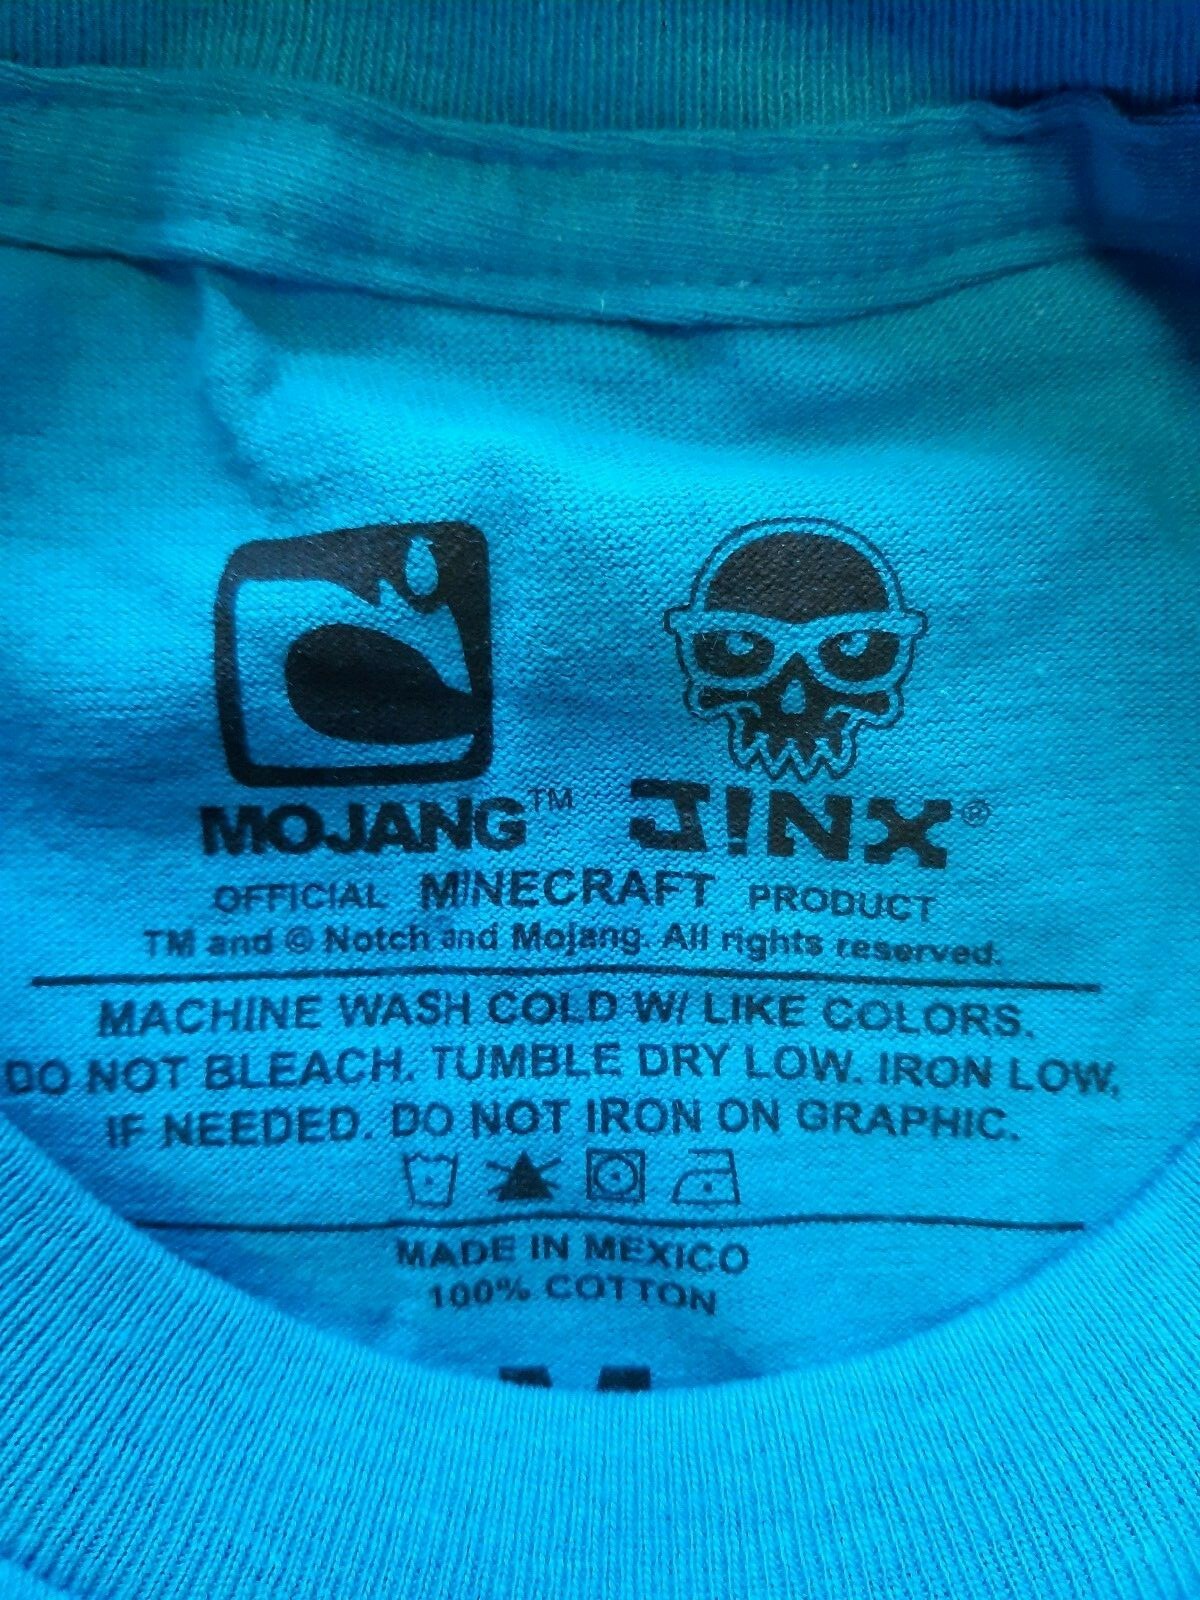 MOJANG™ J!NX®
OFFICIAL MINECRAFT PRODUCT
TM and © Notch and Mojang. All rights reserved.
MACHINE WASH COLD W/ LIKE COLORS.
DO NOT BLEACH. TUMBLE DRY LOW. IRON LOW,
IF NEEDED. DO NOT IRON ON GRAPHIC.
MADE IN MEXICO
100% COTTON